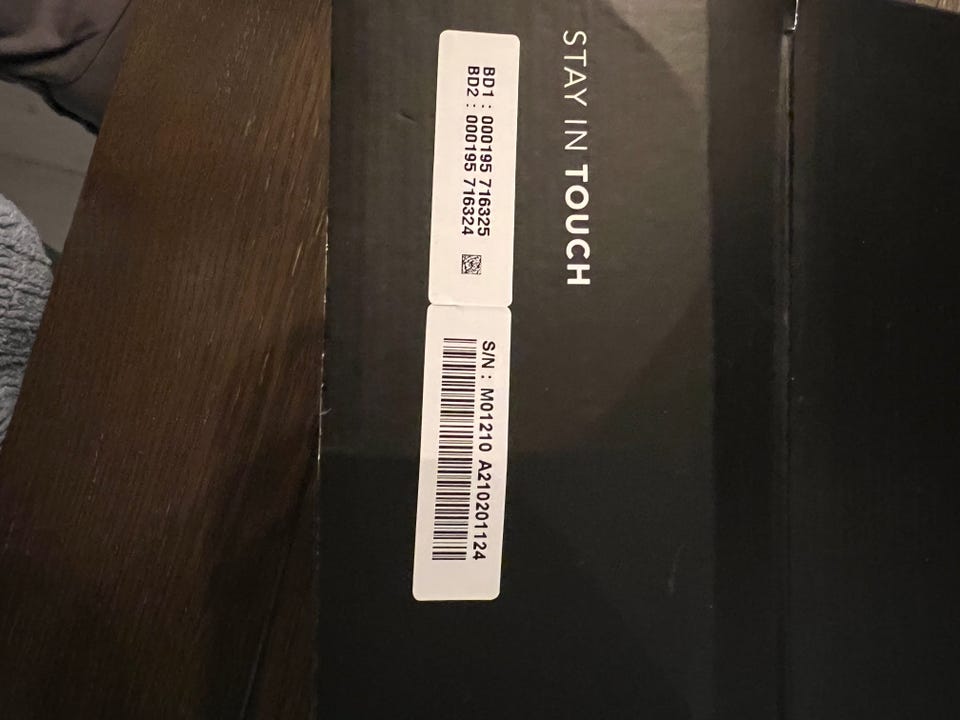 STAY IN TOUCH
BD1 : 000195 716325
BD2 : 000195 716324
S/N : M01210 A210201124